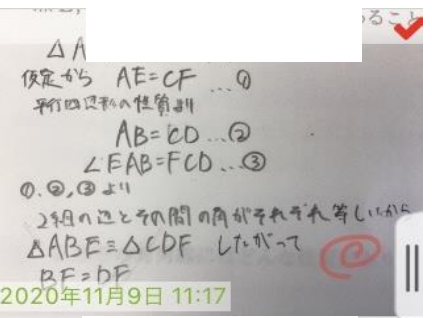 ること
△A
仮定から AE=CF …①
平行四辺形の性質より
AB=CD…②
∠EAB=FCD…③
①,②,③より
2組の辺とその間の角がそれぞれ等しいから
△ABE≡△CDF したがって
BE=DF
2020年11月9日 11:17